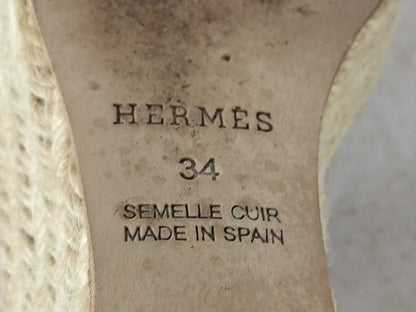 HERMÈS
34
SEMELLE CUIR
MADE IN SPAIN